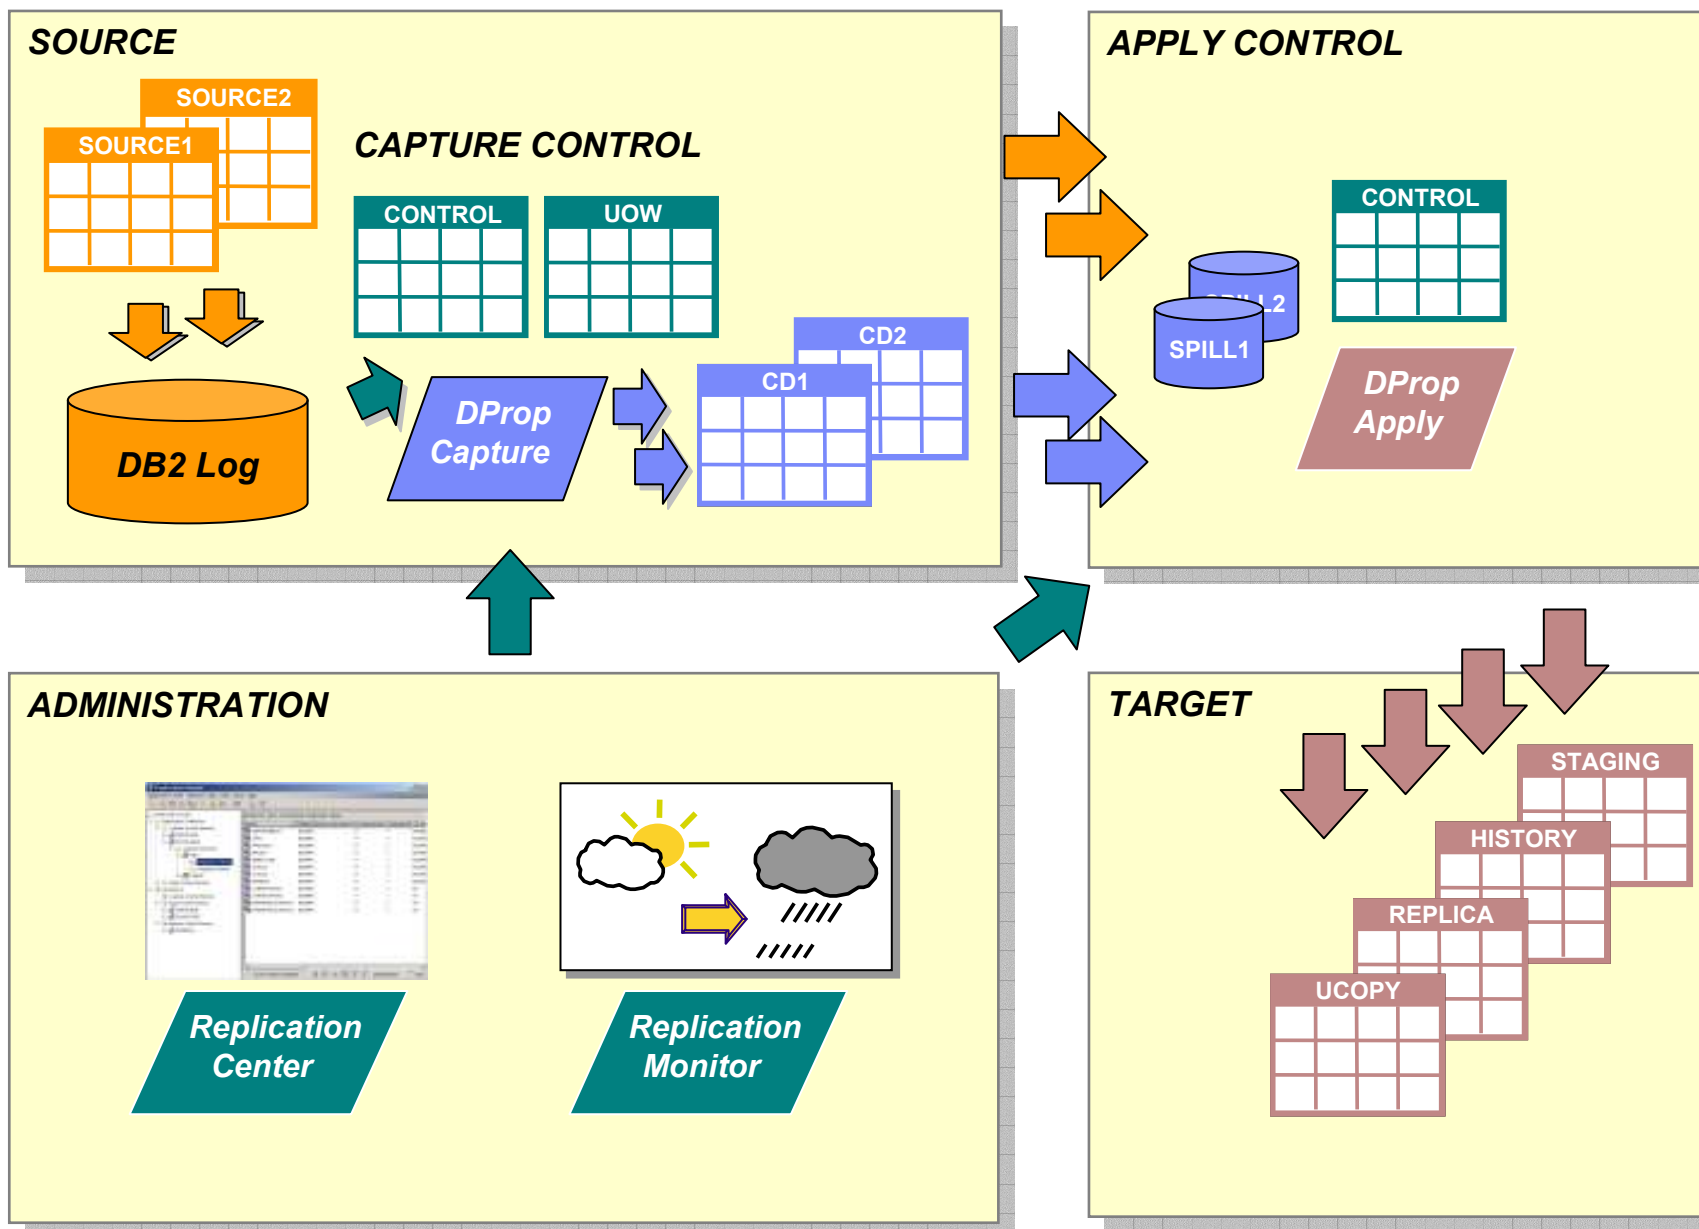 SOURCE
SOURCE2
SOURCE1
CAPTURE CONTROL
CONTROL
UOW
CD2
CD1
DB2 Log
DProp
Capture
APPLY CONTROL
CONTROL
SPILL2
SPILL1
DProp
Apply
ADMINISTRATION
Replication
Center
Replication
Monitor
TARGET
STAGING
HISTORY
REPLICA
UCOPY